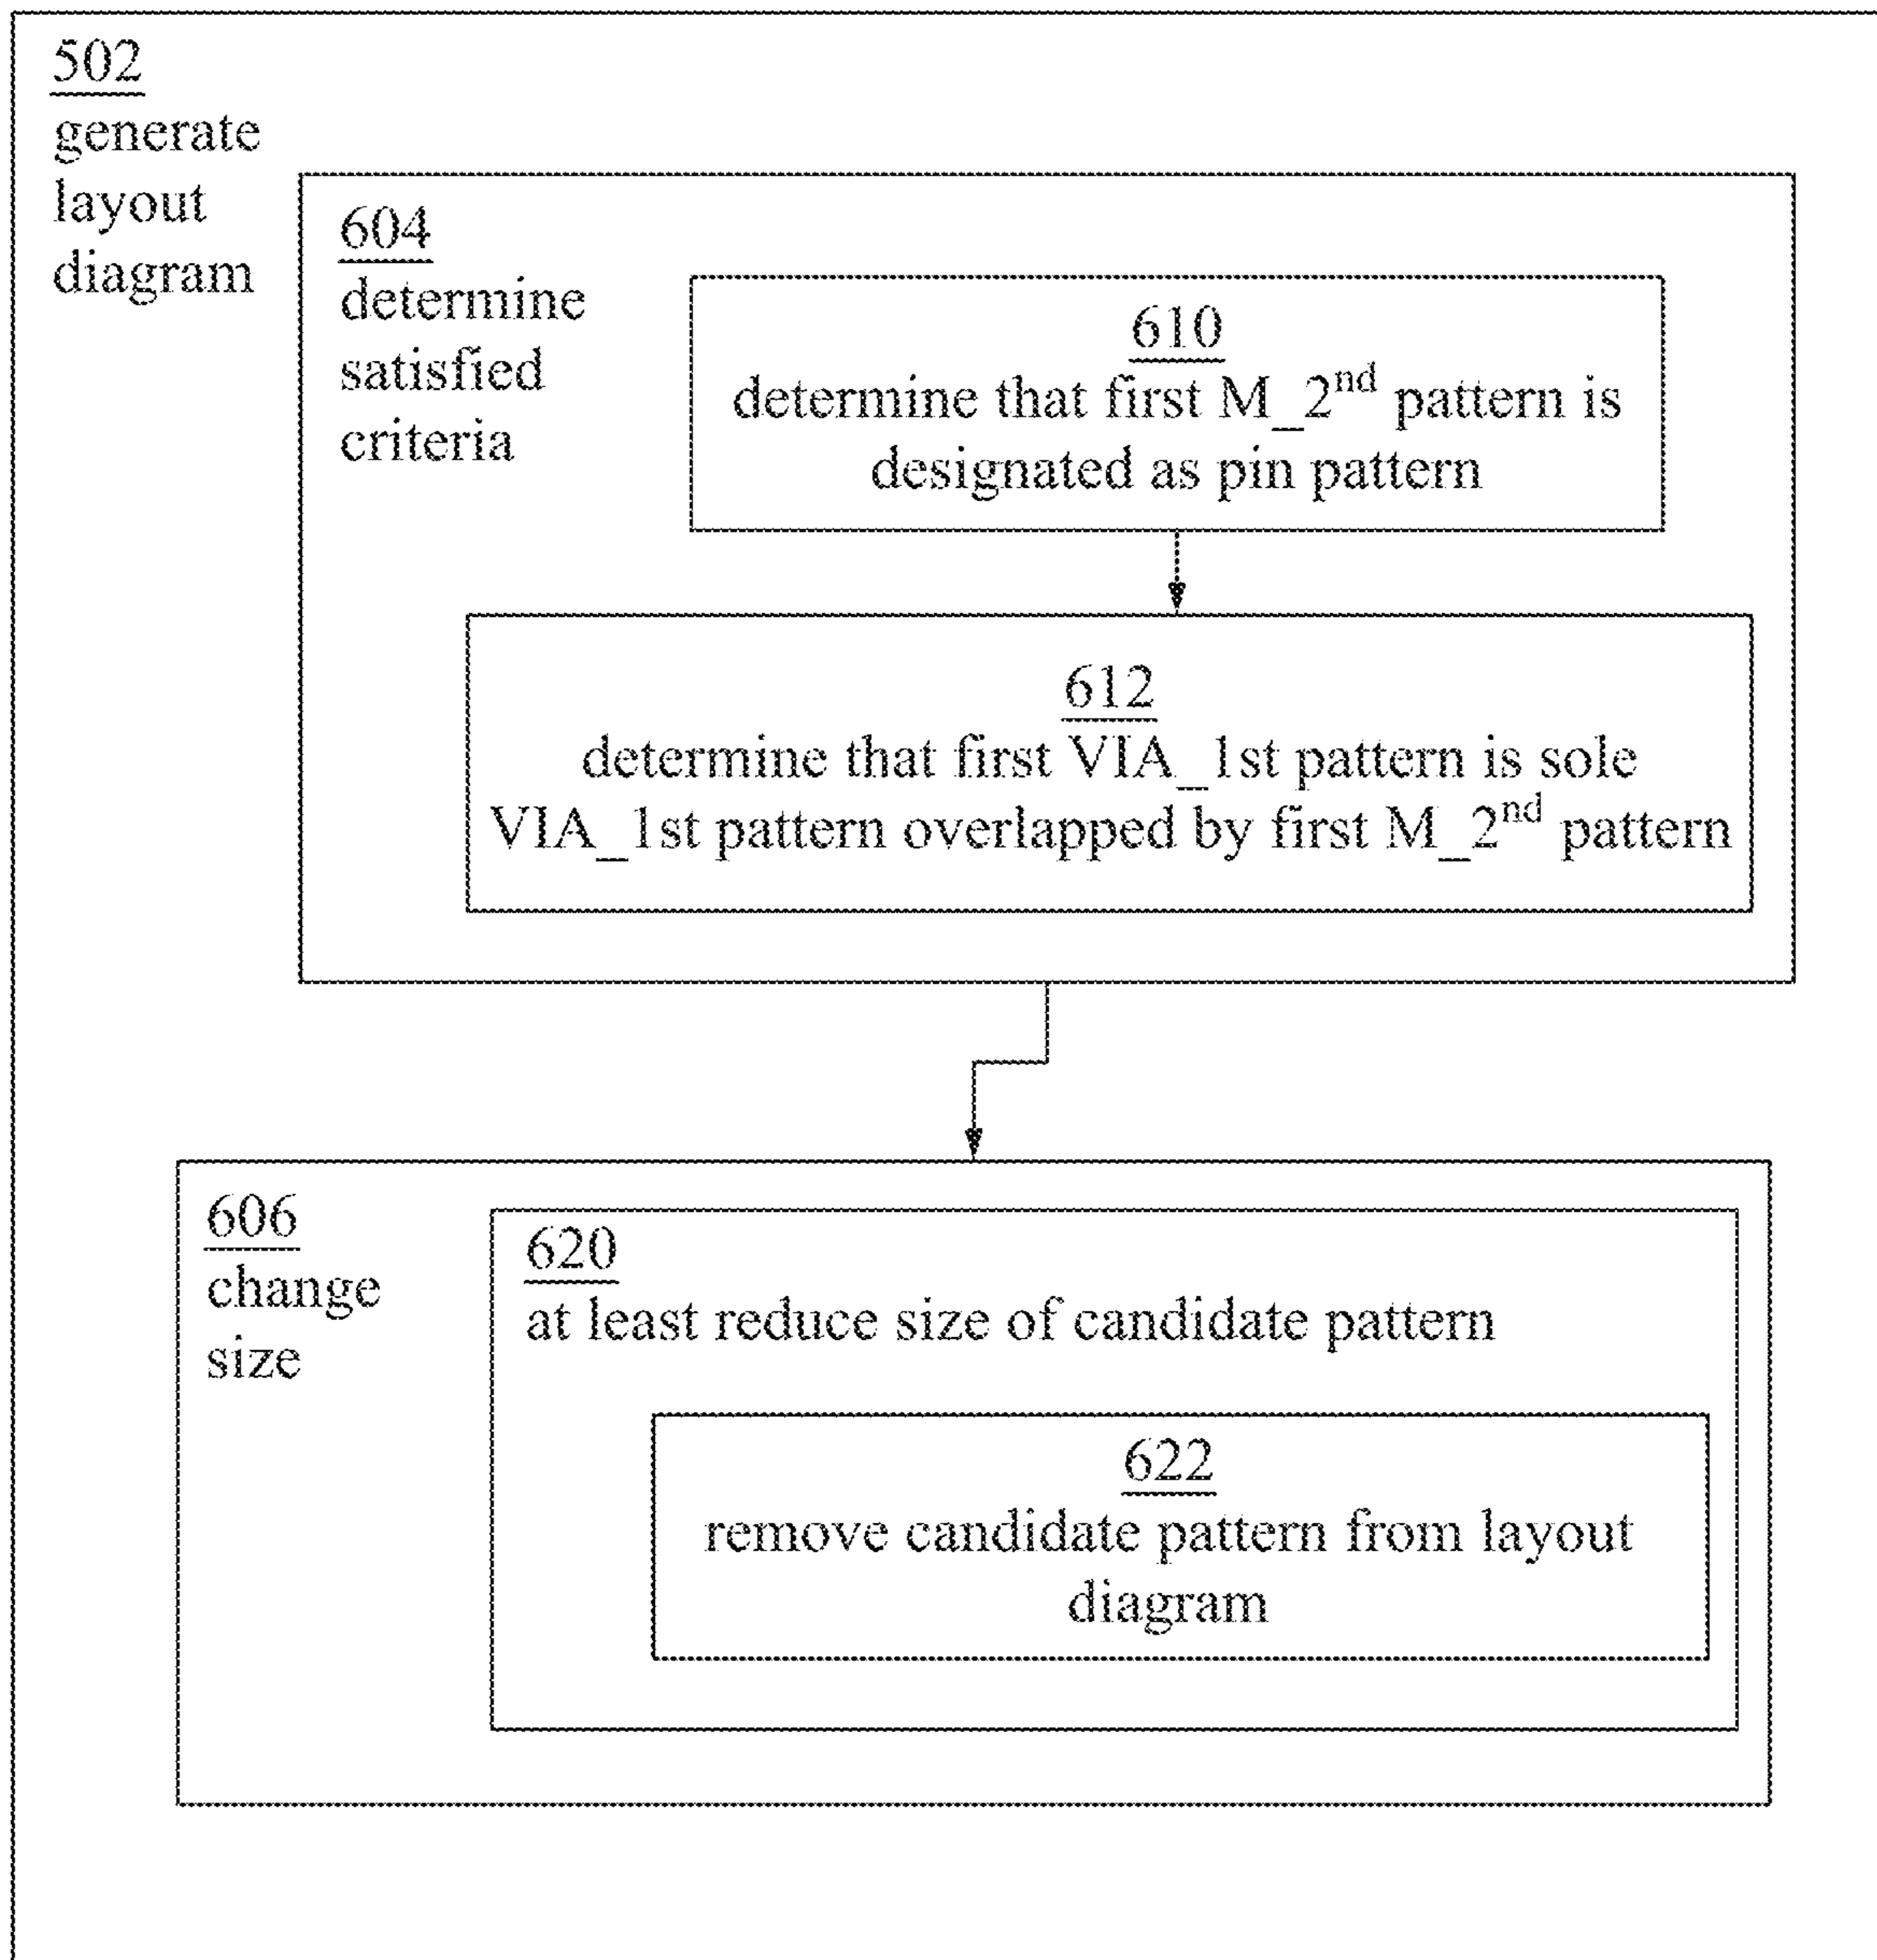 502
generate
layout
diagram
604
determine
satisfied
criteria
610
determine that first M_2nd pattern is
designated as pin pattern
612
determine that first VIA_1st pattern is sole
VIA_1st pattern overlapped by first M_2nd pattern
606
change
size
620
at least reduce size of candidate pattern
622
remove candidate pattern from layout
diagram